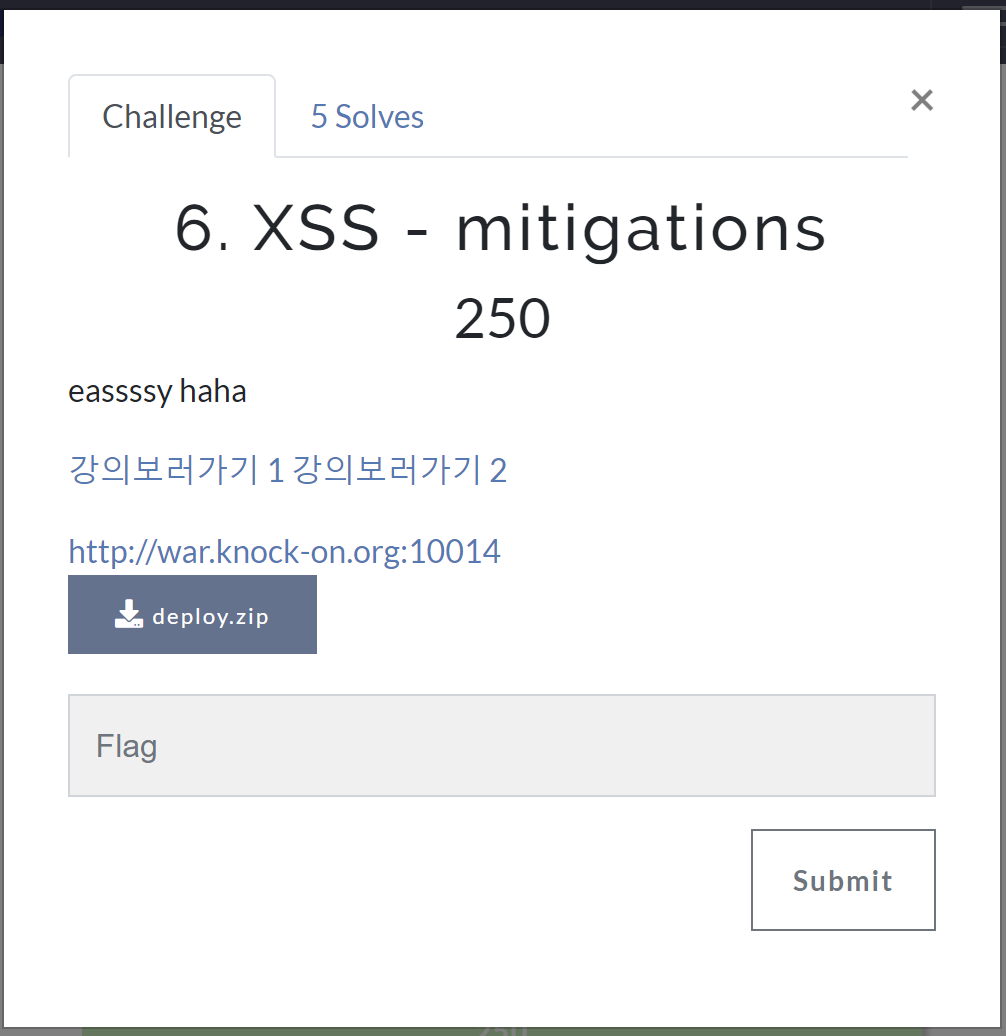 Challenge
5 Solves
×
6. XSS - mitigations
250
eassssy haha
강의보러가기 1 강의보러가기 2
http://war.knock-on.org:10014
deploy.zip
Flag
Submit